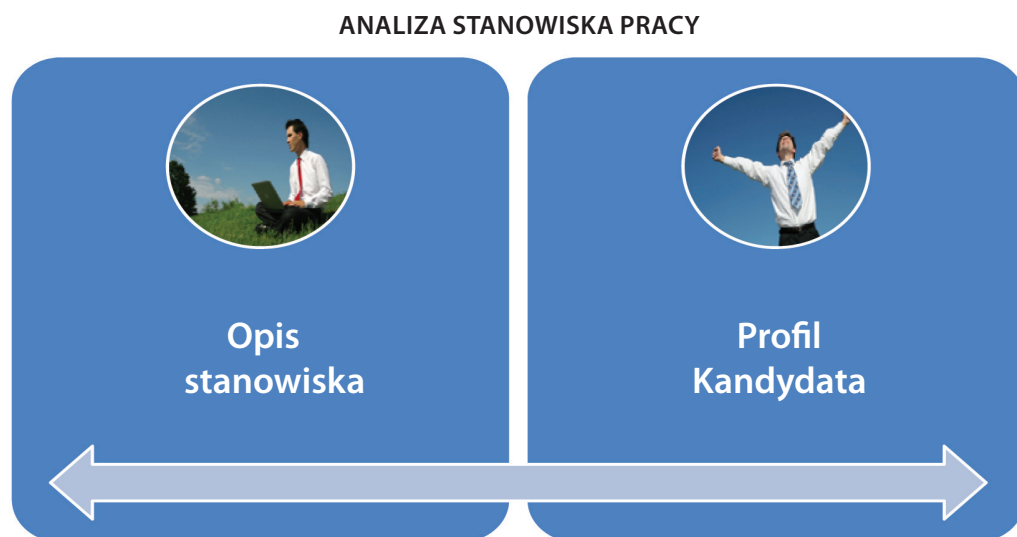 ANALIZA STANOWISKA PRACY
Opis
stanowiska
Profil
Kandydata